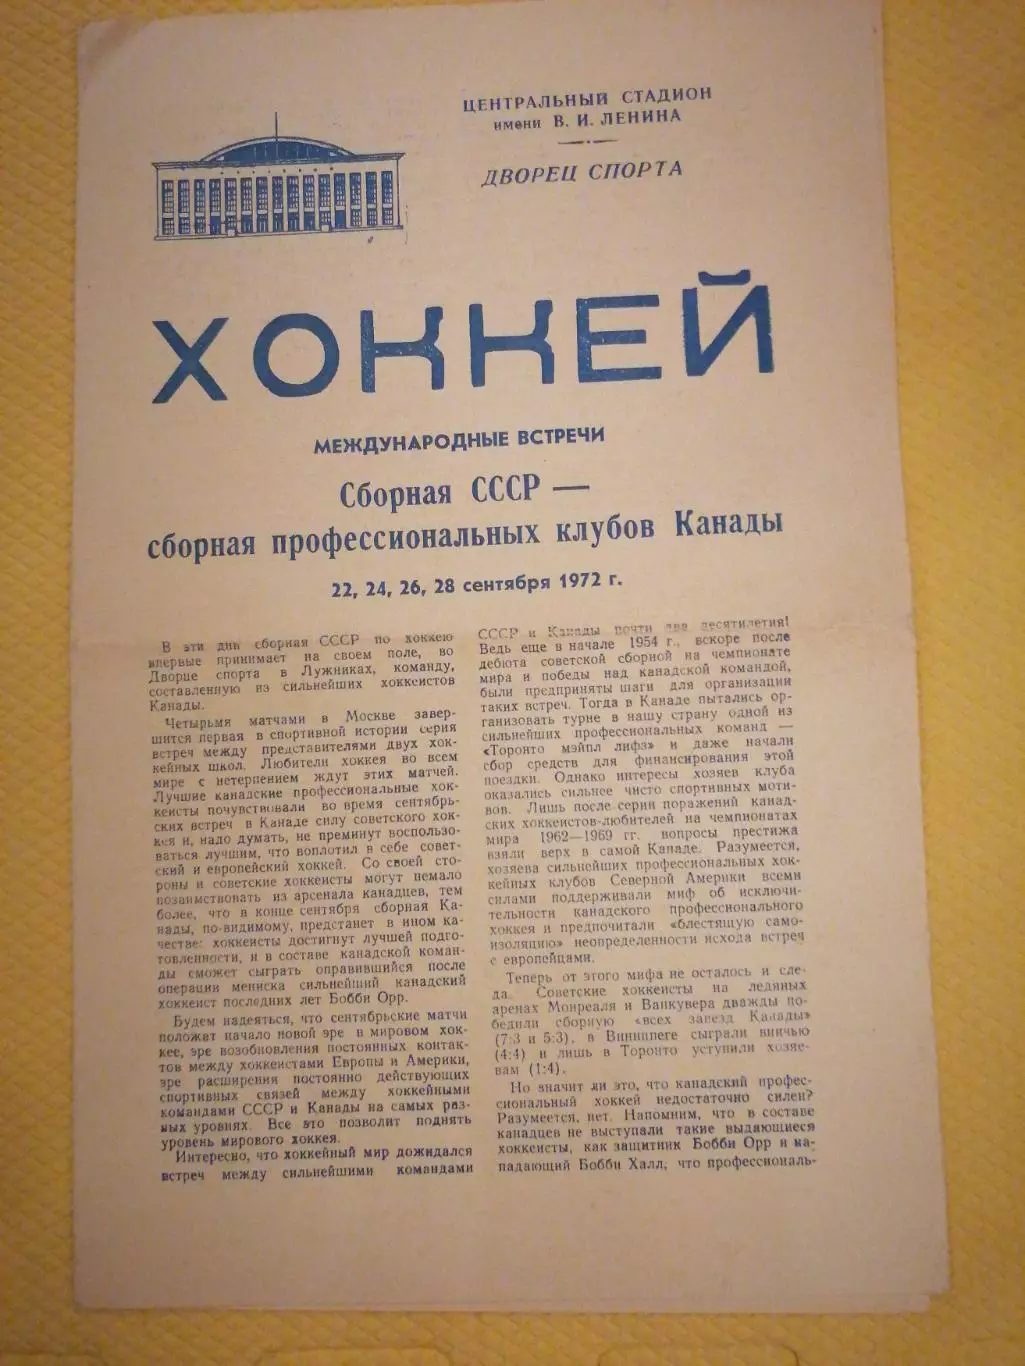 ЦЕНТРАЛЬНЫЙ СТАДИОН
имени В. И. ЛЕНИНА
ДВОРЕЦ СПОРТА
ХОККЕЙ
МЕЖДУНАРОДНЫЕ ВСТРЕЧИ
Сборная СССР —
сборная профессиональных клубов Канады
22, 24, 26, 28 сентября 1972 г.
В эти дни сборная СССР по хоккею
впервые принимает на своем поле, во
Дворце спорта в Лужниках, команду,
составленную из сильнейших хоккеистов
Канады.
Четырьмя матчами в Москве завер-
шится первая в спортивной истории серия
встреч между представителями двух хок-
кейных школ. Любители хоккея во всем
мире с нетерпением ждут этих матчей.
Лучшие канадские профессиональные хок-
кеисты почувствовали во время сентябрь-
ских встреч в Канаде силу советского хок-
кея и, надо думать, не преминут воспользо-
ваться лучшим, что воплотил в себе совет-
ский и европейский хоккей. Со своей сто-
роны и советские хоккеисты могут немало
позаимствовать из арсенала канадцев, тем
более, что в конце сентября сборная Ка-
нады, по-видимому, предстанет в ином ка-
честве: хоккеисты достигнут лучшей подго-
товленности, и в составе канадской коман-
ды сможет сыграть оправившийся после
операции мениска сильнейший канадский
хоккеист последних лет Бобби Орр.
Будем надеяться, что сентябрьские матчи
положат начало новой эре в мировом хок-
кее, эре возобновления постоянных контак-
тов между хоккеистами Европы и Америки,
эре расширения постоянно действующих
спортивных связей между хоккейными
командами СССР и Канады на самых раз-
ных уровнях. Все это позволит поднять
уровень мирового хоккея.
Интересно, что хоккейный мир дожидался
встреч между сильнейшими командами
СССР и Канады почти два десятилетия!
Ведь еще в начале 1954 г., вскоре после
дебюта советской сборной на чемпионате
мира и победы над канадской командой,
были предприняты шаги для организации
таких встреч. Тогда в Канаде пытались ор-
ганизовать турне в нашу страну одной из
сильнейших профессиональных команд —
«Торонто мэйпл лифз» и даже начали
сбор средств для финансирования этой
поездки. Однако интересы хозяев клуба
оказались сильнее чисто спортивных моти-
вов. Лишь после серии поражений канад-
ских хоккеистов-любителей на чемпионатах
мира 1962—1969 гг. вопросы престижа
взяли верх в самой Канаде. Разумеется,
хозяева сильнейших профессиональных хок-
кейных клубов Северной Америки всеми
силами поддерживали миф об исключи-
тельности канадского профессионального
хоккея и предпочитали «блестящую само-
изоляцию» неопределенности исхода встреч
с европейцами.
Теперь от этого мифа не осталось и сле-
да. Советские хоккеисты на ледяных
аренах Монреаля и Ванкувера дважды по-
бедили сборную «всех звезд Канады»
(7:3 и 5:3), в Виннипеге сыграли вничью
(4:4) и лишь в Торонто уступили хозяе-
вам (1:4).
Но значит ли это, что канадский профес-
сиональный хоккей недостаточно силен?
Разумеется, нет. Напомним, что в составе
канадцев не выступали такие выдающиеся
хоккеисты, как защитник Бобби Орр и на-
падающий Бобби Халл; что профессиональ-